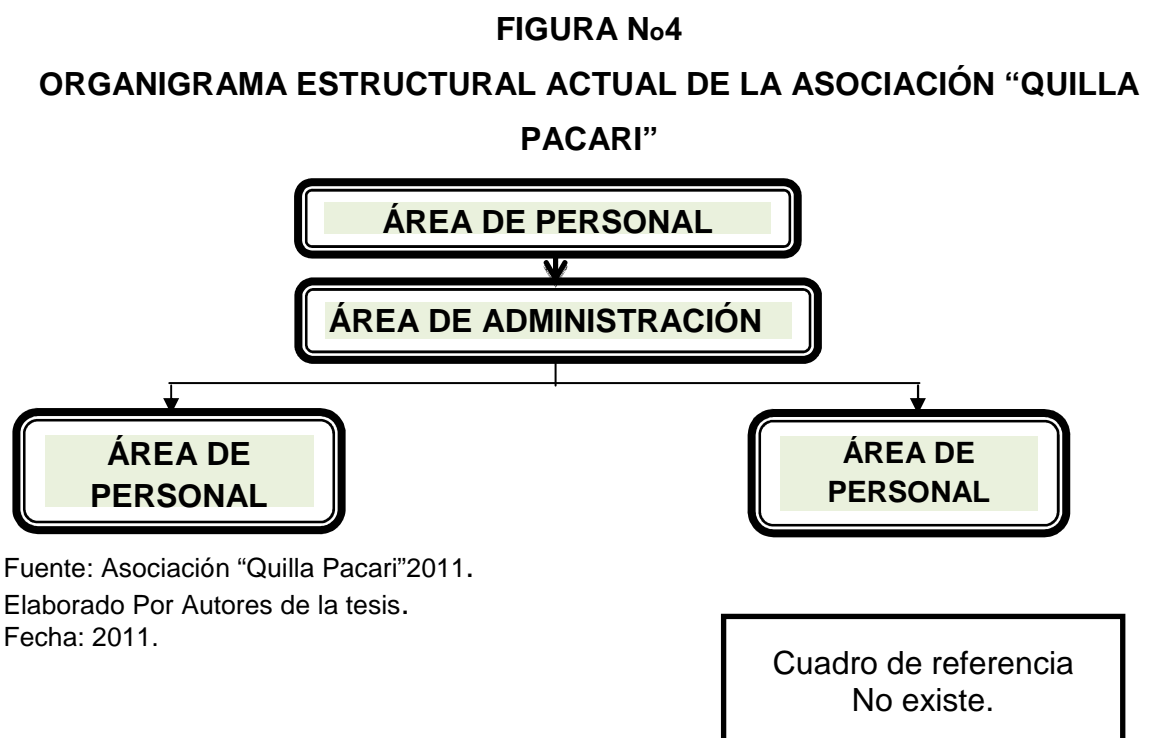 FIGURA No4
ORGANIGRAMA ESTRUCTURAL ACTUAL DE LA ASOCIACIÓN “QUILLA
PACARI”
ÁREA DE PERSONAL
ÁREA DE ADMINISTRACIÓN
ÁREA DE
PERSONAL
ÁREA DE
PERSONAL
Fuente: Asociación “Quilla Pacari”2011.
Elaborado Por Autores de la tesis.
Fecha: 2011.
Cuadro de referencia
No existe.